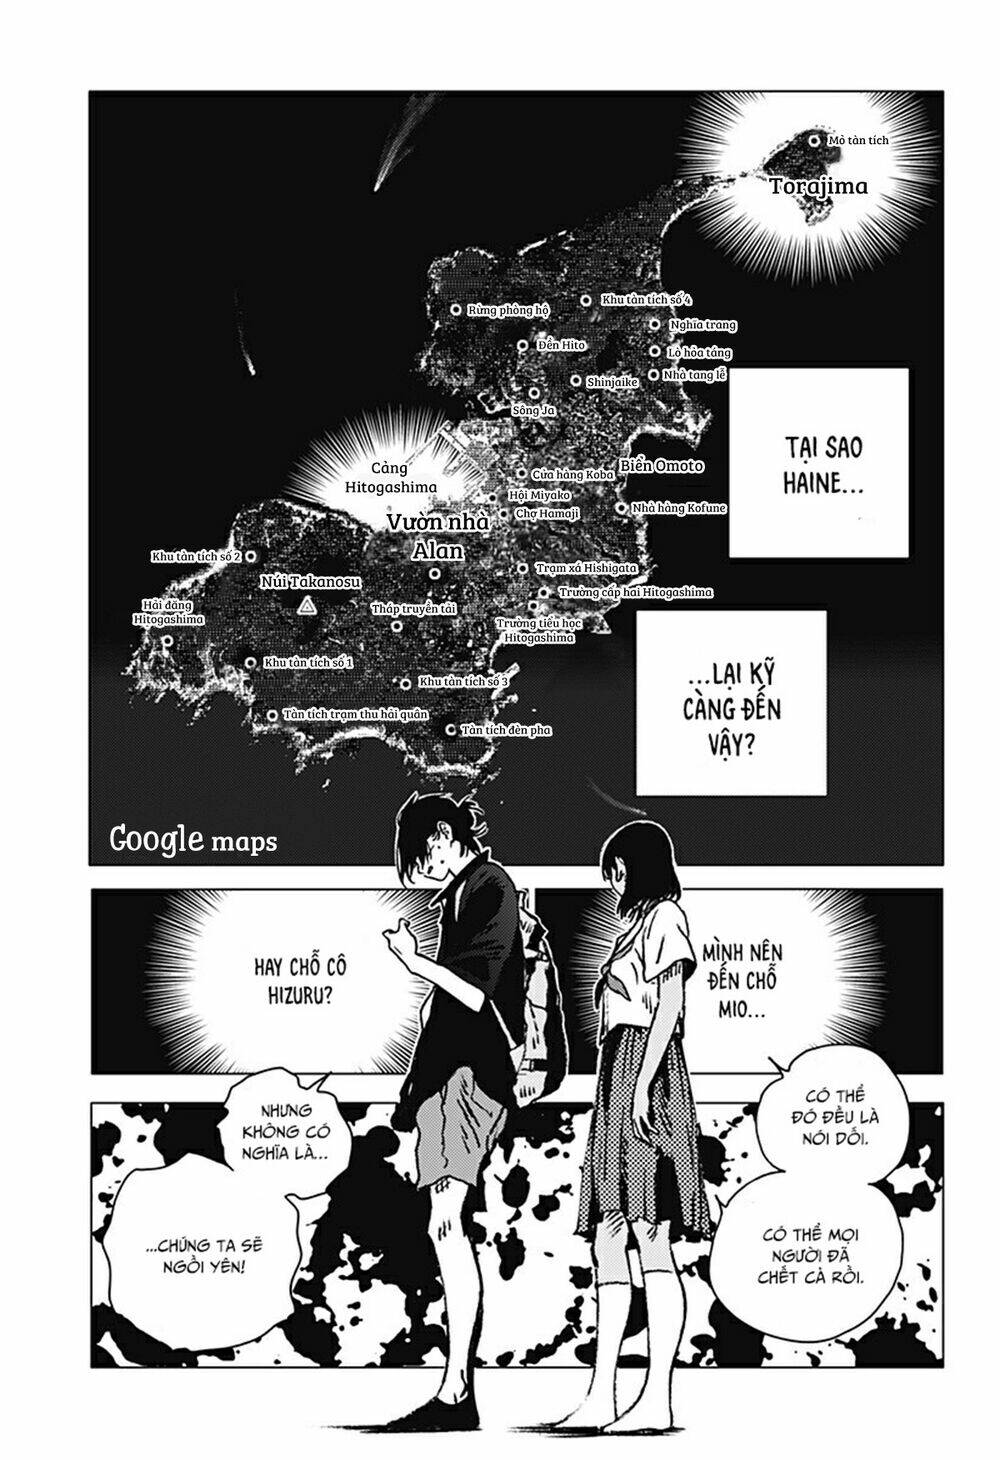 Mỏ tàn tích
Torajima
Khu tàn tích số 4
Rừng phòng hộ
Nghĩa trang
Đền Hito
Lò hỏa táng
Nhà tang lễ
Shinjaike
Sông Ja
TẠI SAO
HAINE...
Cảng
Hitogashima
Biển Omoto
Cửa hàng Koba
Hội Miyako
Nhà hàng Kofune
Chợ Hamaji
Vườn nhà
Alan
Khu tàn tích số 2
Trạm xá Hishigata
Núi Takanosu
Trường cấp hai Hitogashima
Hải đăng
Hitogashima
Tháp truyền tải
Trường tiểu học
Hitogashima
Khu tàn tích số 1
Khu tàn tích số 3
Tàn tích trạm thu hải quân
Tàn tích đèn pha
...LẠI KỸ
CÀNG ĐẾN
VẬY?
Google maps
MÌNH NÊN
ĐẾN CHỖ
MIO...
HAY CHỖ CÔ
HIZURU?
CÓ THỂ
ĐÓ ĐỀU LÀ
NÓI DỐI.
CÓ THỂ MỌI
NGƯỜI ĐÃ
CHẾT CẢ RỒI.
NHƯNG
KHÔNG CÓ
NGHĨA LÀ...
...CHÚNG TA SẼ
NGỒI YÊN!